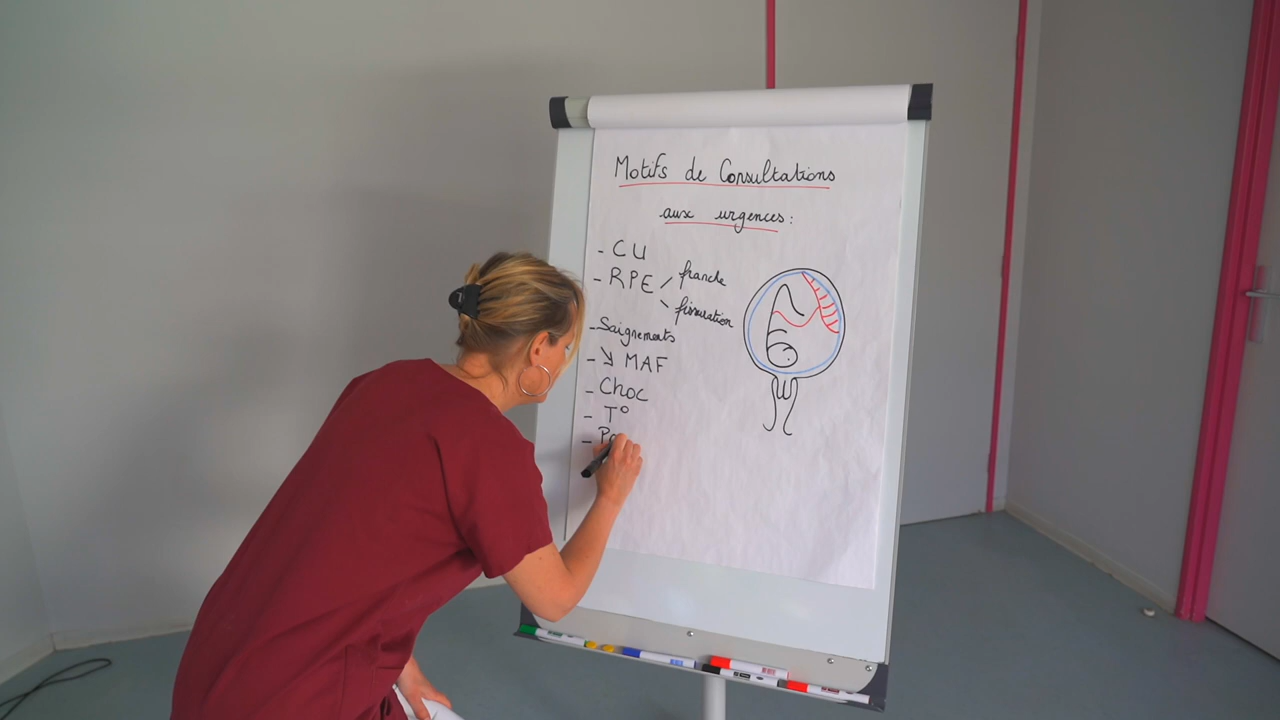 Motifs de Consultations
aux urgences :
- CU
- RPE / franche
\ fissuration
- Saignements
- ↘ MAF
- Choc
- T°
-